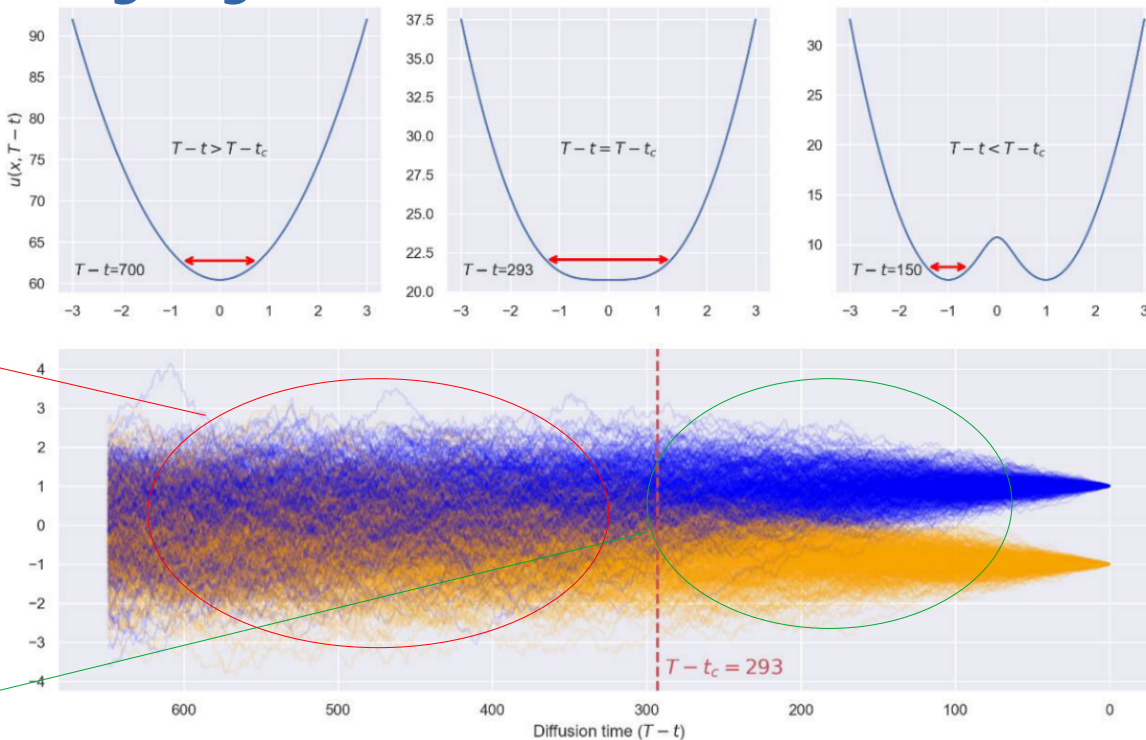 90
85
80
75
70
65
60
u(x, T − t)
T − t > T − t_c
T − t=700
−3 −2 −1 0 1 2 3
37.5
35.0
32.5
30.0
27.5
25.0
22.5
20.0
T − t = T − t_c
T − t=293
−3 −2 −1 0 1 2 3
30
25
20
15
10
T − t < T − t_c
T − t=150
−3 −2 −1 0 1 2 3
4
3
2
1
0
−1
−2
−3
−4
T − t_c = 293
600 500 400 300 200 100 0
Diffusion time (T − t)